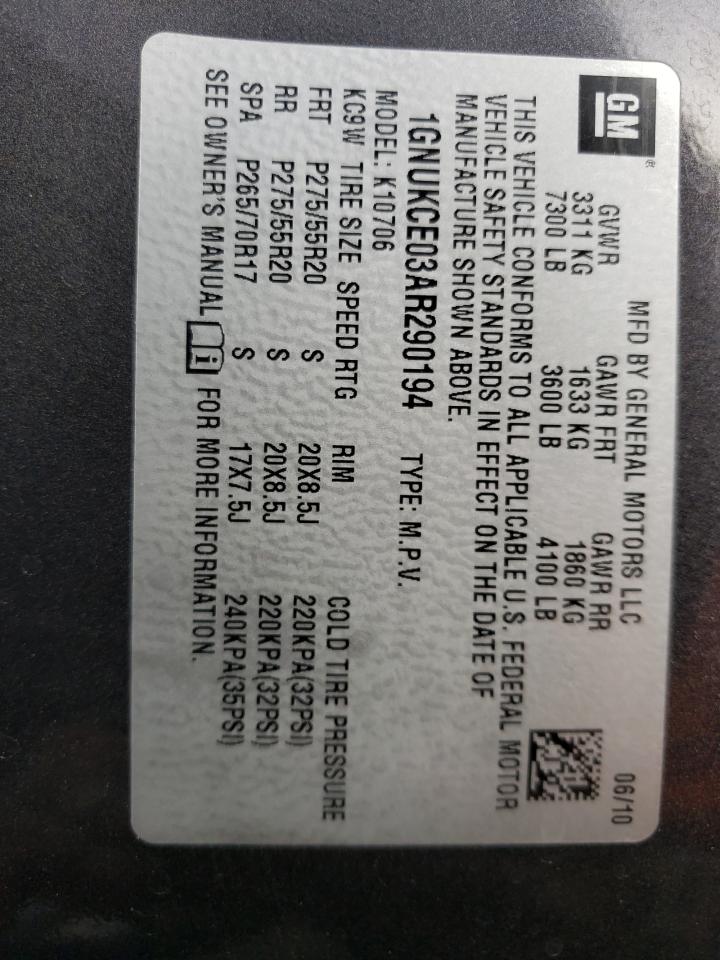 GM®
MFD BY GENERAL MOTORS LLC 06/10
GVWR GAWR FRT GAWR RR
3311 KG 1633 KG 1860 KG
7300 LB 3600 LB 4100 LB
THIS VEHICLE CONFORMS TO ALL APPLICABLE U.S. FEDERAL MOTOR
VEHICLE SAFETY STANDARDS IN EFFECT ON THE DATE OF
MANUFACTURE SHOWN ABOVE.
1GNUKCE03AR290194 TYPE: M.P.V.
MODEL: K10706
KC9W TIRE SIZE SPEED RTG RIM COLD TIRE PRESSURE
FRT P275/55R20 S 20X8.5J 220KPA(32PSI)
RR P275/55R20 S 20X8.5J 220KPA(32PSI)
SPA P265/70R17 S 17X7.5J 240KPA(35PSI)
SEE OWNER'S MANUAL i FOR MORE INFORMATION.